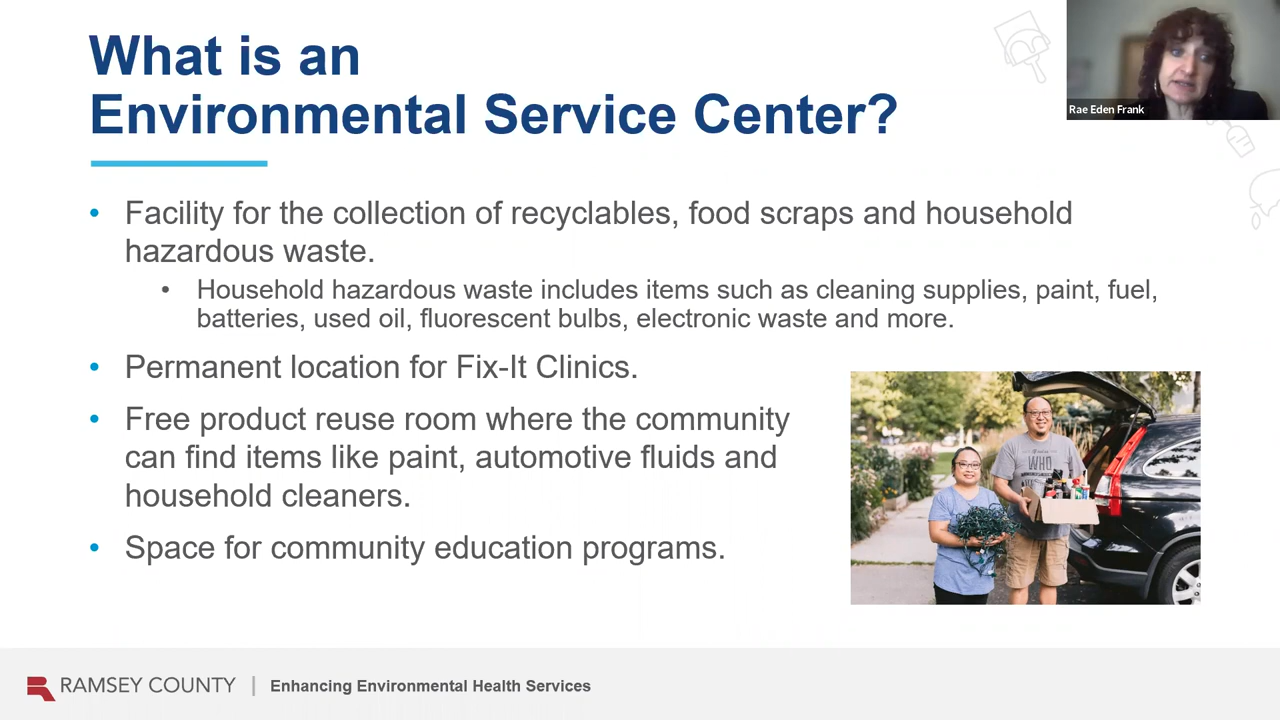 What is an
Environmental Service Center?
Rae Eden Frank
• Facility for the collection of recyclables, food scraps and household
hazardous waste.
• Household hazardous waste includes items such as cleaning supplies, paint, fuel,
batteries, used oil, fluorescent bulbs, electronic waste and more.
• Permanent location for Fix-It Clinics.
• Free product reuse room where the community
can find items like paint, automotive fluids and
household cleaners.
• Space for community education programs.
WHO
RAMSEY COUNTY | Enhancing Environmental Health Services